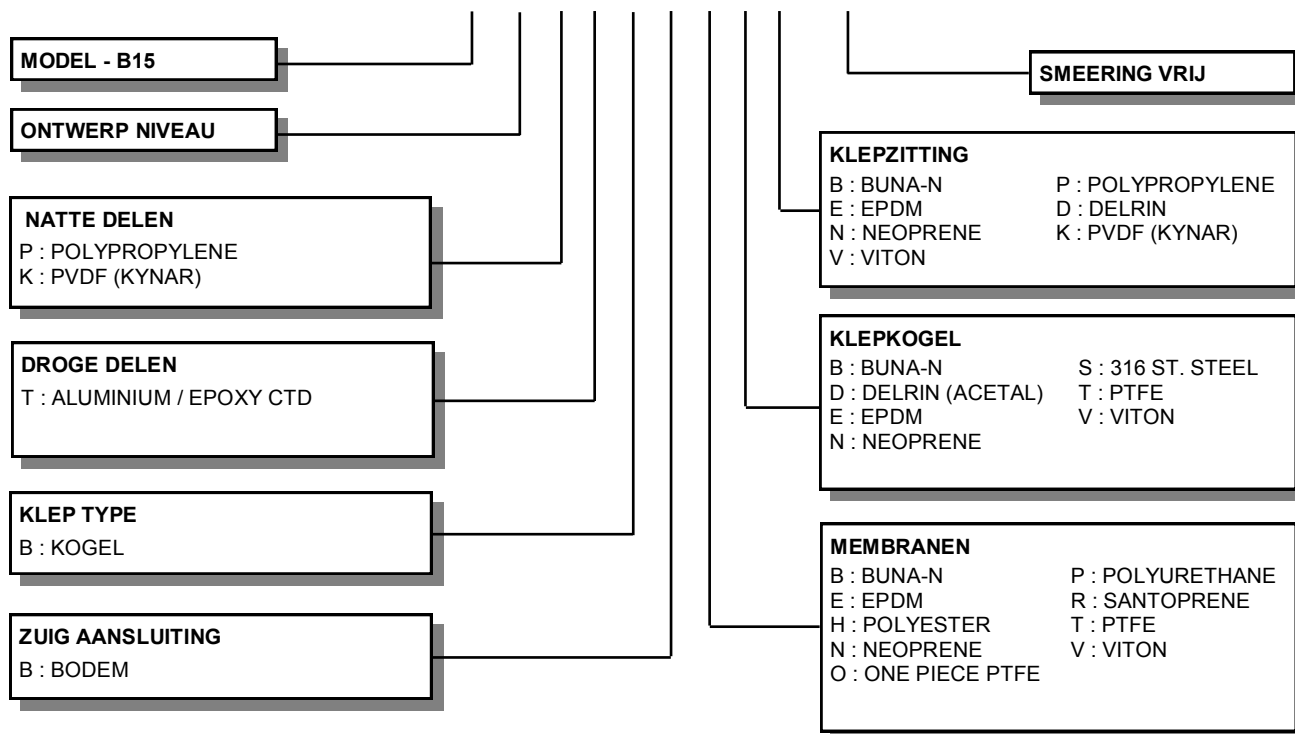 MODEL - B15
ONTWERP NIVEAU
NATTE DELEN
P : POLYPROPYLENE
K : PVDF (KYNAR)
DROGE DELEN
T : ALUMINIUM / EPOXY CTD
KLEP TYPE
B : KOGEL
ZUIG AANSLUITING
B : BODEM
SMEERING VRIJ
KLEPZITTING
B : BUNA-N P : POLYPROPYLENE
E : EPDM D : DELRIN
N : NEOPRENE K : PVDF (KYNAR)
V : VITON
KLEPKOGEL
B : BUNA-N S : 316 ST. STEEL
D : DELRIN (ACETAL) T : PTFE
E : EPDM V : VITON
N : NEOPRENE
MEMBRANEN
B : BUNA-N P : POLYURETHANE
E : EPDM R : SANTOPRENE
H : POLYESTER T : PTFE
N : NEOPRENE V : VITON
O : ONE PIECE PTFE